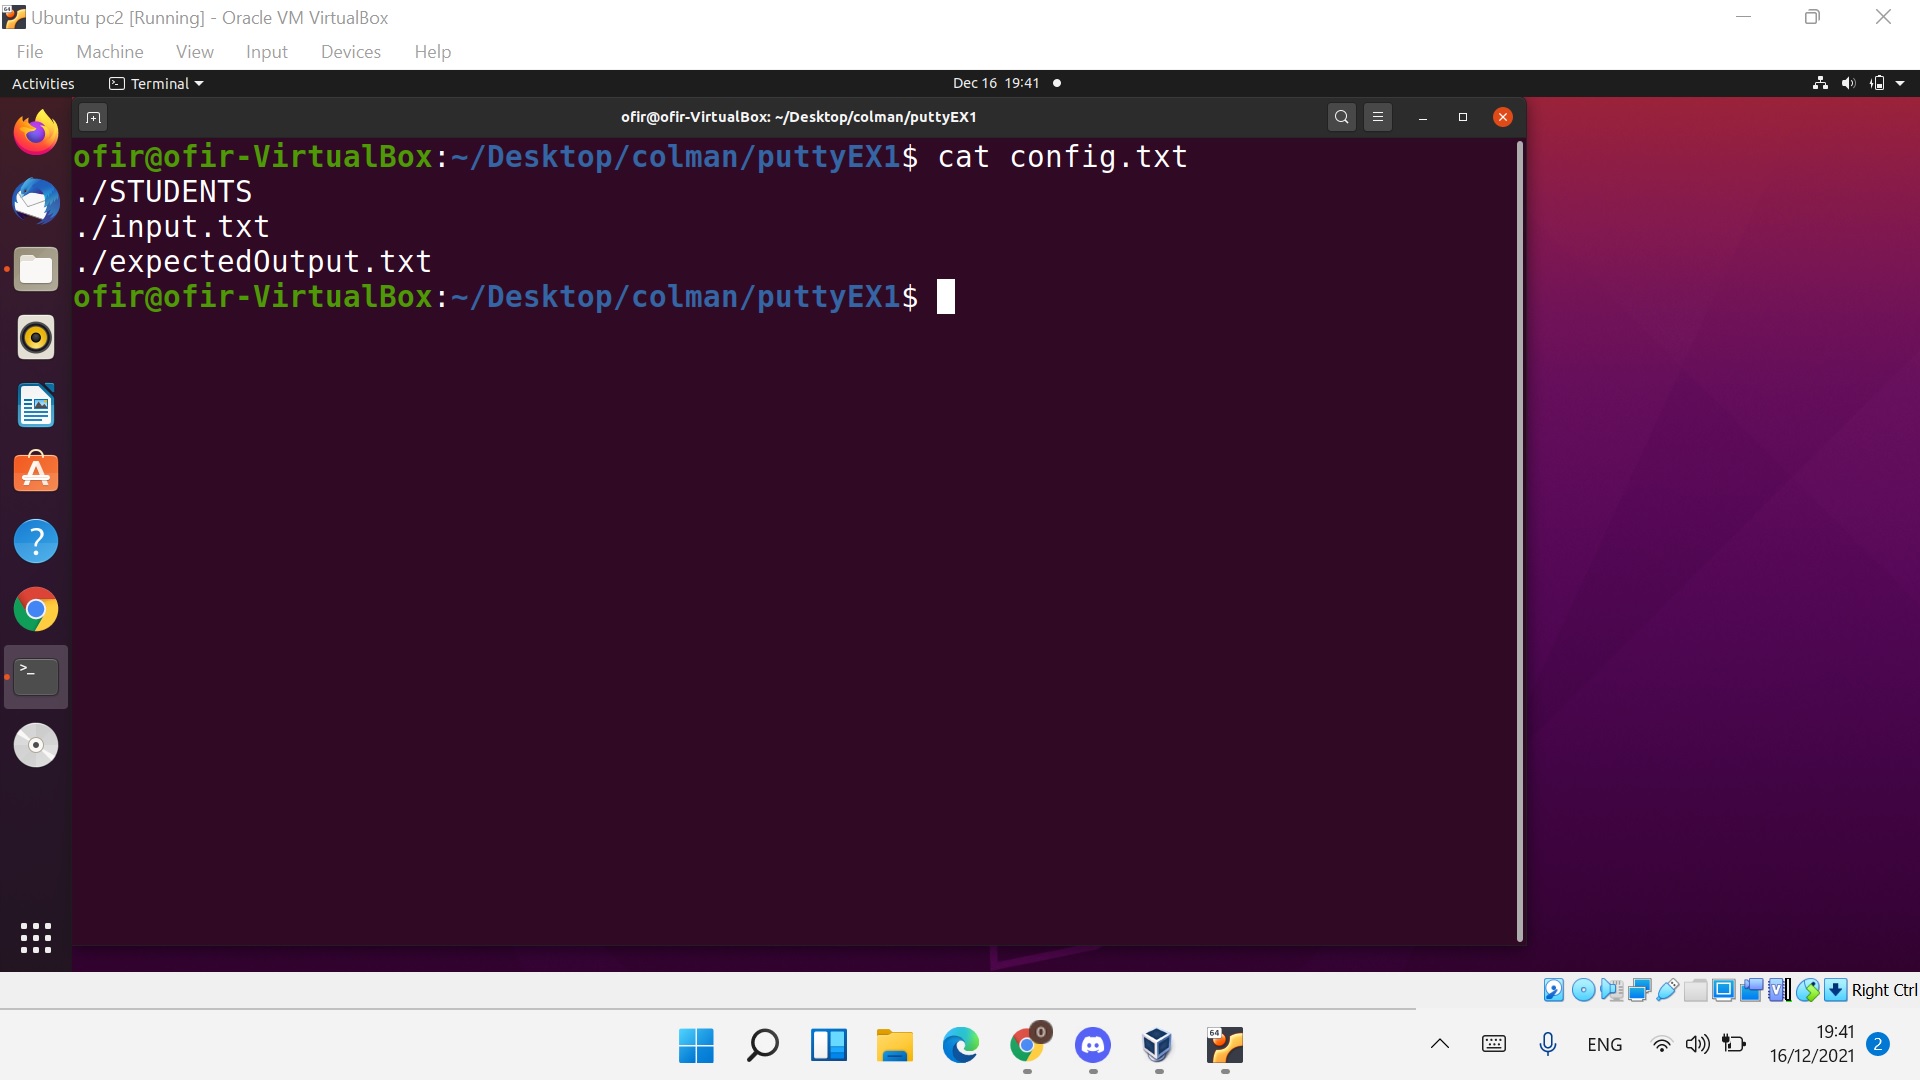 Ubuntu pc2 [Running] - Oracle VM VirtualBox
File Machine View Input Devices Help
Activities Terminal Dec 16 19:41
ofir@ofir-VirtualBox: ~/Desktop/colman/puttyEX1
ofir@ofir-VirtualBox:~/Desktop/colman/puttyEX1$ cat config.txt
./STUDENTS
./input.txt
./expectedOutput.txt
ofir@ofir-VirtualBox:~/Desktop/colman/puttyEX1$
Right Ctrl
64 0 ENG 19:41 2
16/12/2021